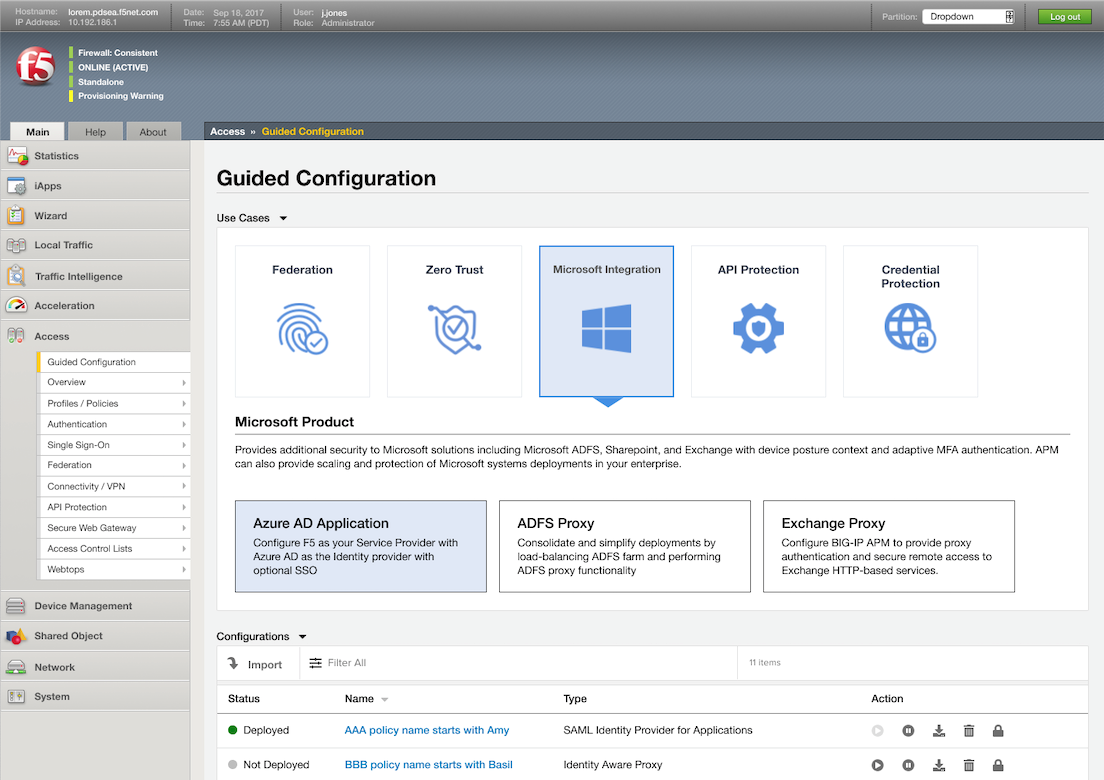 Hostname: lorem.pdsea.f5net.com
IP Address: 10.192.186.1
Date: Sep 18, 2017
Time: 7:55 AM (PDT)
User: j.jones
Role: Administrator
Partition: Dropdown
Log out
f5
Firewall: Consistent
ONLINE (ACTIVE)
Standalone
Provisioning Warning
Main Help About
Access » Guided Configuration
Statistics
iApps
Wizard
Local Traffic
Traffic Intelligence
Acceleration
Access
Guided Configuration
Overview
Profiles / Policies
Authentication
Single Sign-On
Federation
Connectivity / VPN
API Protection
Secure Web Gateway
Access Control Lists
Webtops
Device Management
Shared Object
Network
System
Guided Configuration
Use Cases
Federation
Zero Trust
Microsoft Integration
API Protection
Credential
Protection
Microsoft Product
Provides additional security to Microsoft solutions including Microsoft ADFS, Sharepoint, and Exchange with device posture context and adaptive MFA authentication. APM
can also provide scaling and protection of Microsoft systems deployments in your enterprise.
Azure AD Application
Configure F5 as your Service Provider with
Azure AD as the Identity provider with
optional SSO
ADFS Proxy
Consolidate and simplify deployments by
load-balancing ADFS farm and performing
ADFS proxy functionality
Exchange Proxy
Configure BIG-IP APM to provide proxy
authentication and secure remote access to
Exchange HTTP-based services.
Configurations
Import Filter All 11 items
Status Name Type Action
Deployed AAA policy name starts with Amy SAML Identity Provider for Applications
Not Deployed BBB policy name starts with Basil Identity Aware Proxy